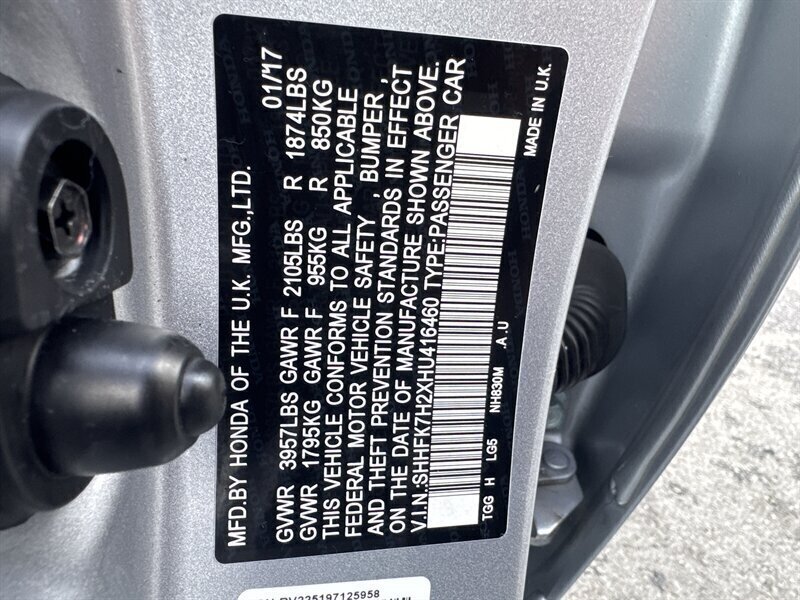 MFD.BY HONDA OF THE U.K. MFG.,LTD. 01/17
GVWR 3957LBS GAWR F 2105LBS R 1874LBS
GVWR 1795KG GAWR F 955KG R 850KG
THIS VEHICLE CONFORMS TO ALL APPLICABLE
FEDERAL MOTOR VEHICLE SAFETY , BUMPER ,
AND THEFT PREVENTION STANDARDS IN EFFECT
ON THE DATE OF MANUFACTURE SHOWN ABOVE.
V.I.N.:SHHFK7H2XHU416460 TYPE:PASSENGER CAR
TGG H LG5 NH830M .A.U MADE IN U.K.
RV225197125958